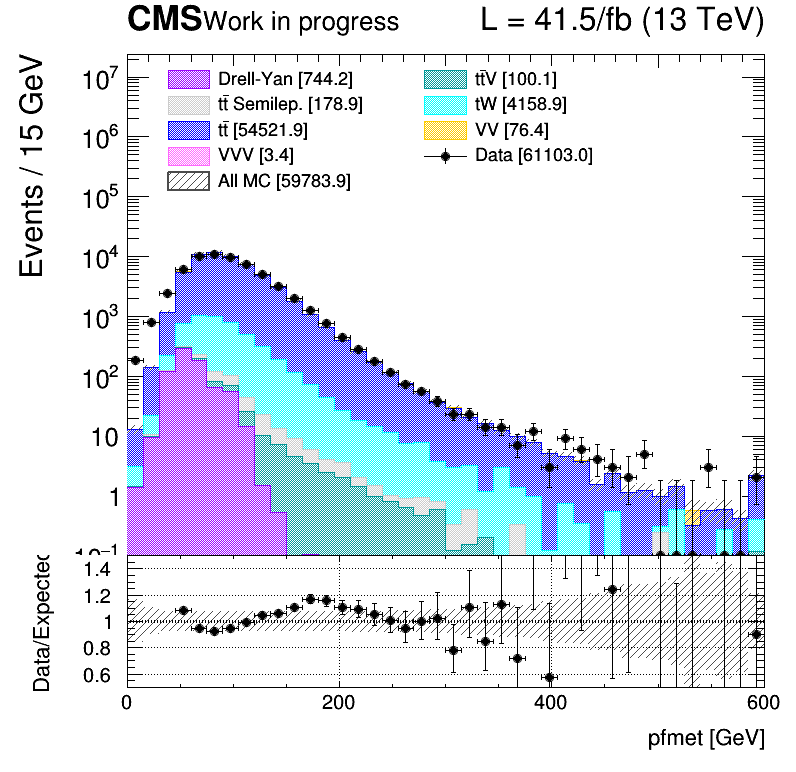 CMS Work in progress L = 41.5/fb (13 TeV)
Events / 15 GeV
Drell-Yan [744.2] tt̄V [100.1]
tt̄ Semilep. [178.9] tW [4158.9]
tt̄ [54521.9] VV [76.4]
VVV [3.4] Data [61103.0]
All MC [59783.9]
10⁷
10⁶
10⁵
10⁴
10³
10²
10
1
10⁻¹
Data/Expected
1.4
1.2
1
0.8
0.6
0 200 400 600
pfmet [GeV]